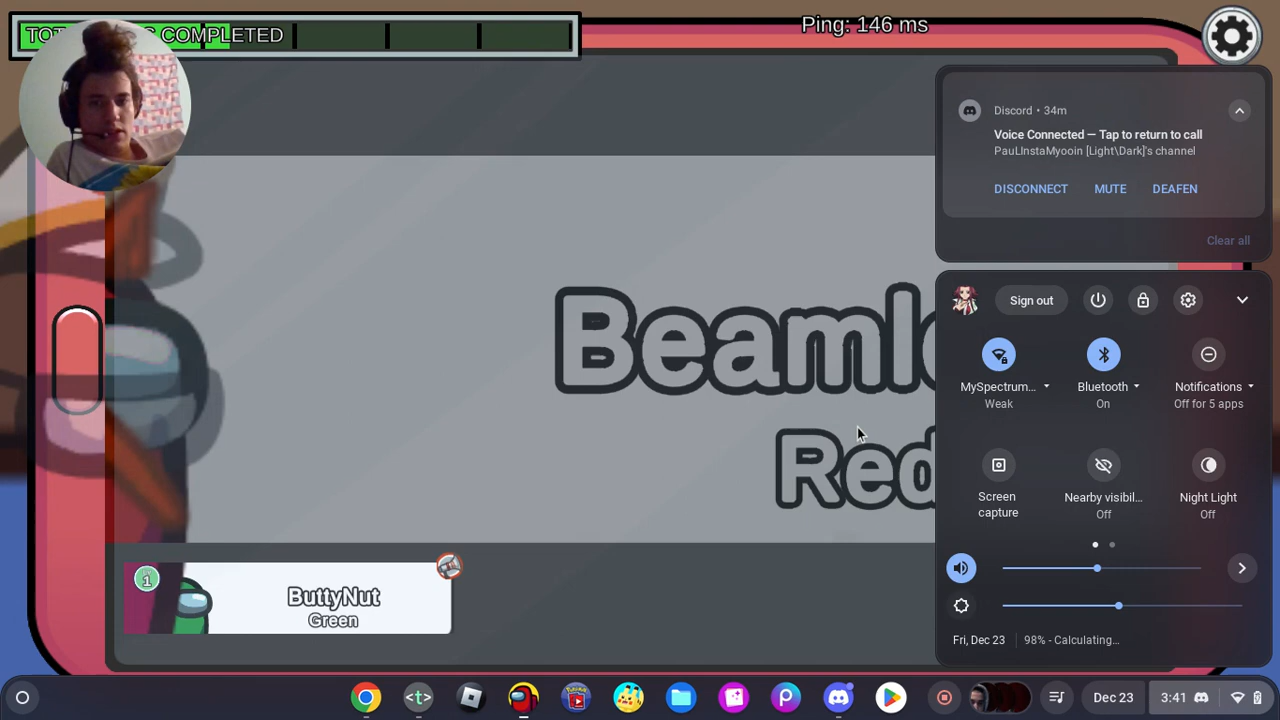 COMPLETED
Ping: 146 ms
Discord • 34m
Voice Connected — Tap to return to call
PauLInstaMyooin [Light\Dark]'s channel
DISCONNECT MUTE DEAFEN
Clear all
Sign out
MySpectrum... Bluetooth Notifications
Weak On Off for 5 apps
Screen capture
Nearby visibil...
Off
Night Light
Off
Red
1
ButtyNut
Green
Fri, Dec 23 98% - Calculating...
<t>
Dec 23 3:41